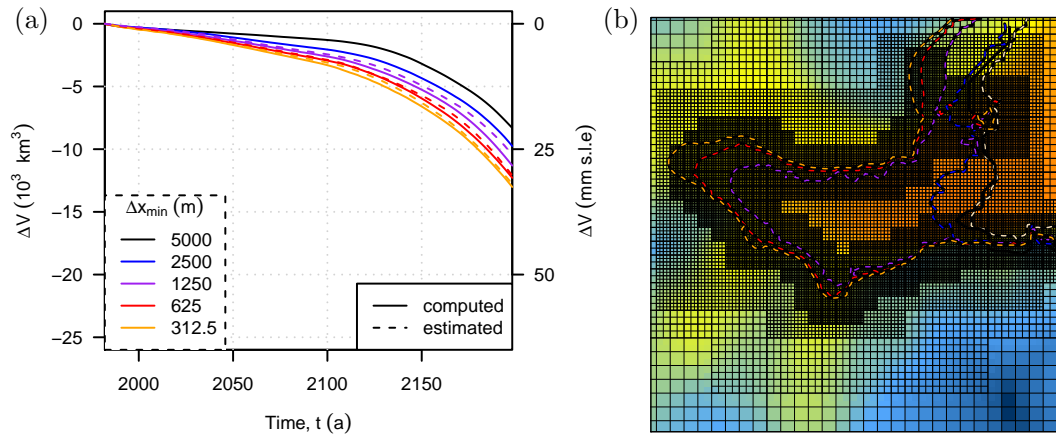 (a)
(b)
0
−5
−10
−15
−20
−25
ΔV (10³ km³)
0
25
50
ΔV (mm s.l.e)
Δxmin (m)
5000
2500
1250
625
312.5
computed
estimated
2000
2050
2100
2150
Time, t (a)